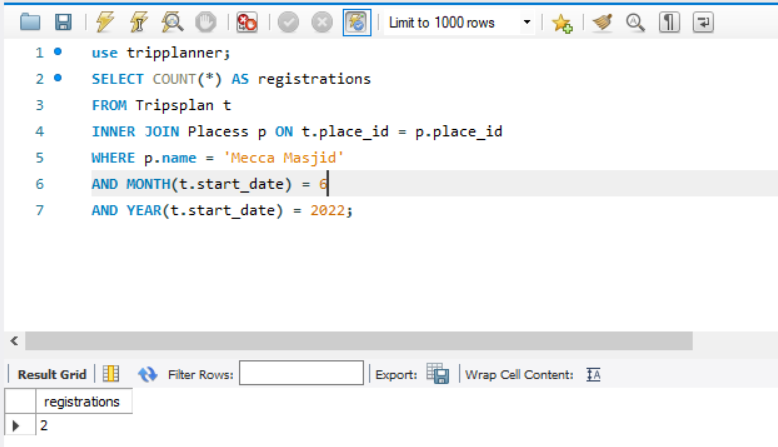 Limit to 1000 rows
1 use tripplanner;
2 SELECT COUNT(*) AS registrations
3 FROM Tripsplan t
4 INNER JOIN Placess p ON t.place_id = p.place_id
5 WHERE p.name = 'Mecca Masjid'
6 AND MONTH(t.start_date) = 6
7 AND YEAR(t.start_date) = 2022;
Result Grid Filter Rows: Export: Wrap Cell Content: IA
registrations
2